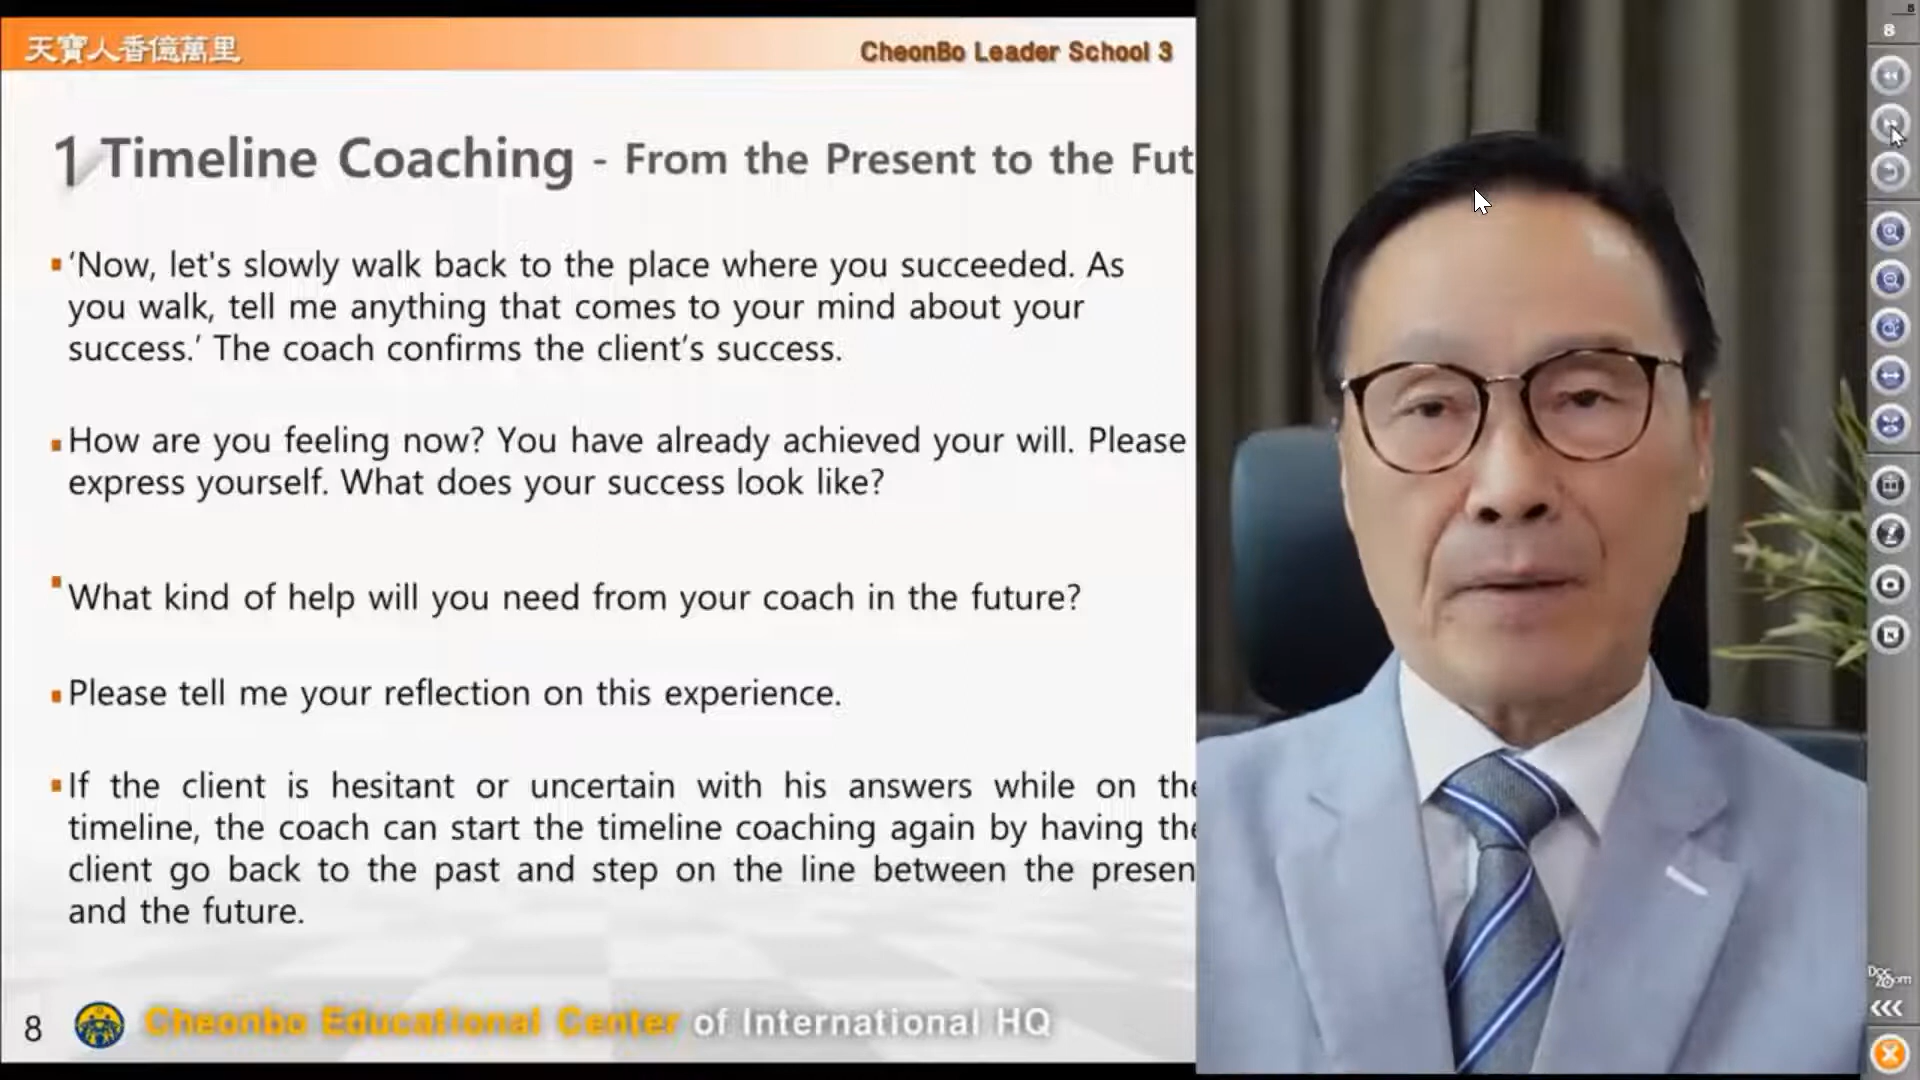 天寶人香億萬里
CheonBo Leader School 3
1 Timeline Coaching - From the Present to the Fut
‘Now, let's slowly walk back to the place where you succeeded. As
you walk, tell me anything that comes to your mind about your
success.’ The coach confirms the client’s success.
How are you feeling now? You have already achieved your will. Please
express yourself. What does your success look like?
What kind of help will you need from your coach in the future?
Please tell me your reflection on this experience.
If the client is hesitant or uncertain with his answers while on the
timeline, the coach can start the timeline coaching again by having the
client go back to the past and step on the line between the presen
and the future.
8
Cheonbo Educational Center of International HQ
8
Doc
Zoom